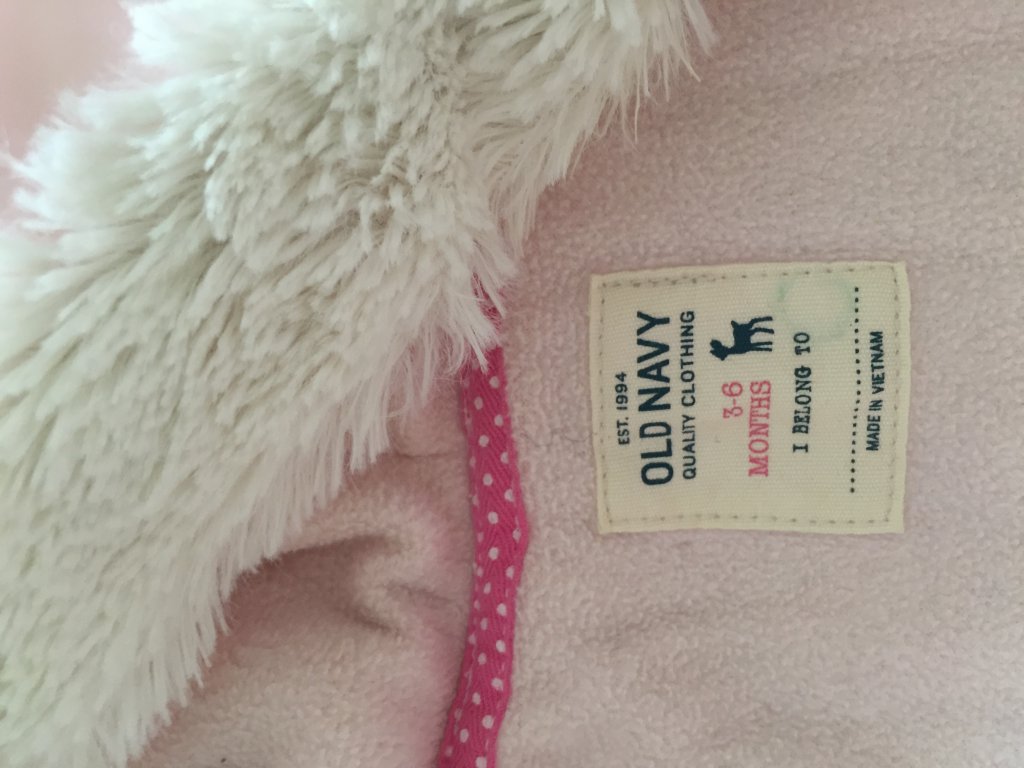 EST. 1994
OLD NAVY
QUALITY CLOTHING
3-6
MONTHS
I BELONG TO
MADE IN VIETNAM